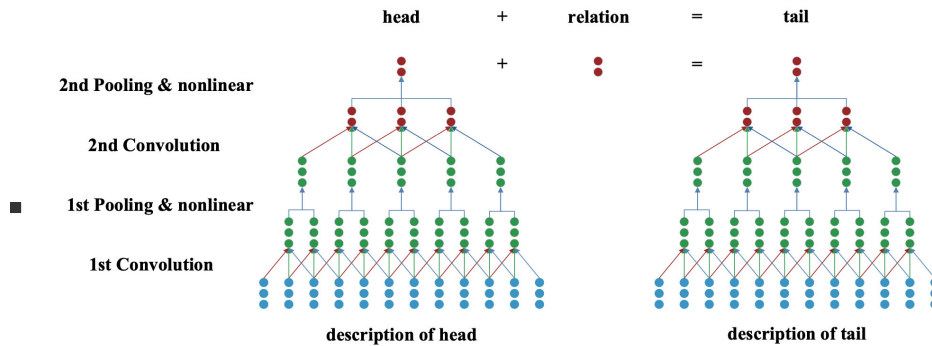 head + relation = tail
+ =
2nd Pooling & nonlinear
2nd Convolution
1st Pooling & nonlinear
1st Convolution
description of head description of tail